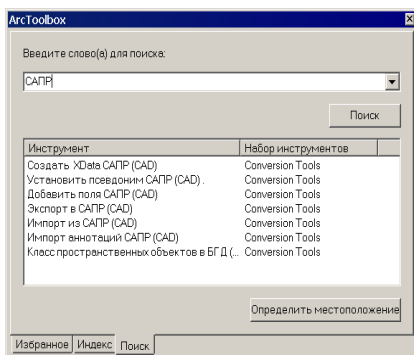 ArcToolbox
Введите слово(а) для поиска:
САПР
Поиск
Инструмент Набор инструментов
Создать XData САПР (CAD) Conversion Tools
Установить псевдоним САПР (CAD) . Conversion Tools
Добавить поля САПР (CAD) Conversion Tools
Экспорт в САПР (CAD) Conversion Tools
Импорт из САПР (CAD) Conversion Tools
Импорт аннотаций САПР (CAD) Conversion Tools
Класс пространственных объектов в БГД (... Conversion Tools
Определить местоположение
Избранное Индекс Поиск